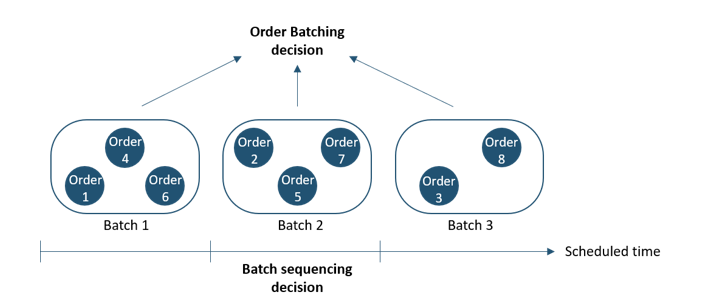 Order Batching
decision
Order
4
Order
1
Order
6
Order
2
Order
7
Order
5
Order
8
Order
3
Batch 1
Batch 2
Batch 3
Scheduled time
Batch sequencing
decision